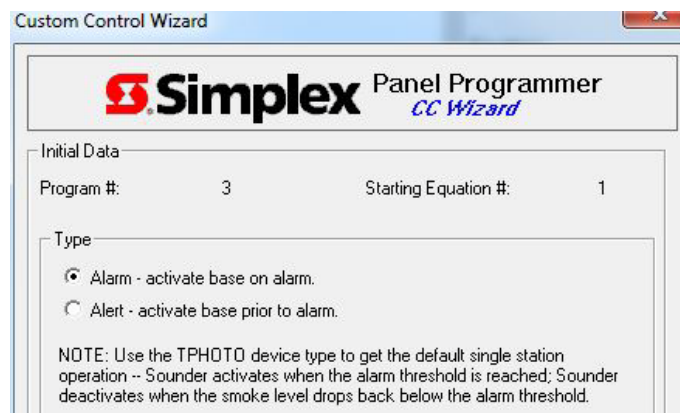 Custom Control Wizard
Simplex Panel Programmer
CC Wizard
Initial Data
Program #: 3 Starting Equation #: 1
Type
Alarm - activate base on alarm.
Alert - activate base prior to alarm.
NOTE: Use the TPHOTO device type to get the default single station
operation -- Sounder activates when the alarm threshold is reached; Sounder
deactivates when the smoke level drops back below the alarm threshold.